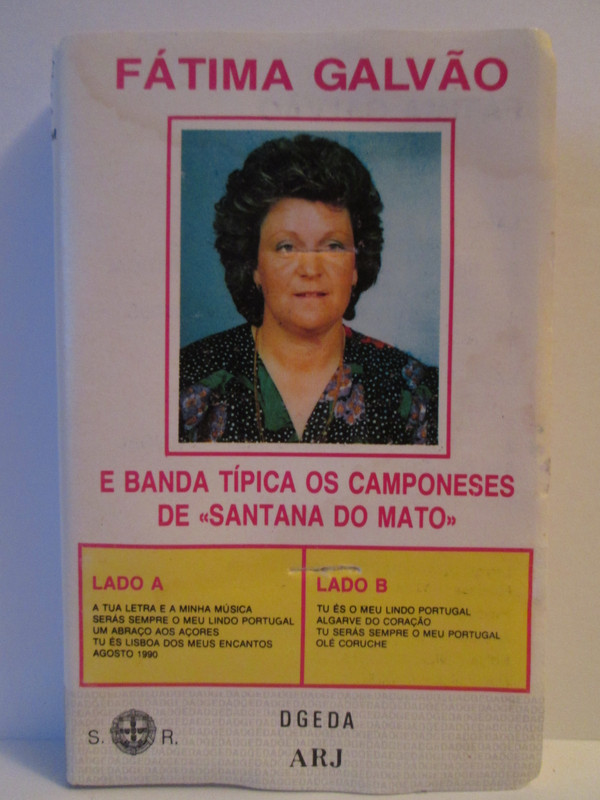 FÁTIMA GALVÃO
E BANDA TÍPICA OS CAMPONESES
DE «SANTANA DO MATO»
LADO A
A TUA LETRA E A MINHA MÚSICA
SERÁS SEMPRE O MEU LINDO PORTUGAL
UM ABRAÇO AOS AÇORES
TU ÉS LISBOA DOS MEUS ENCANTOS
AGOSTO 1990
LADO B
TU ÉS O MEU LINDO PORTUGAL
ALGARVE DO CORAÇÃO
TU SERÁS SEMPRE O MEU PORTUGAL
OLÉ CORUCHE
S. R.
DGEDA
ARJ